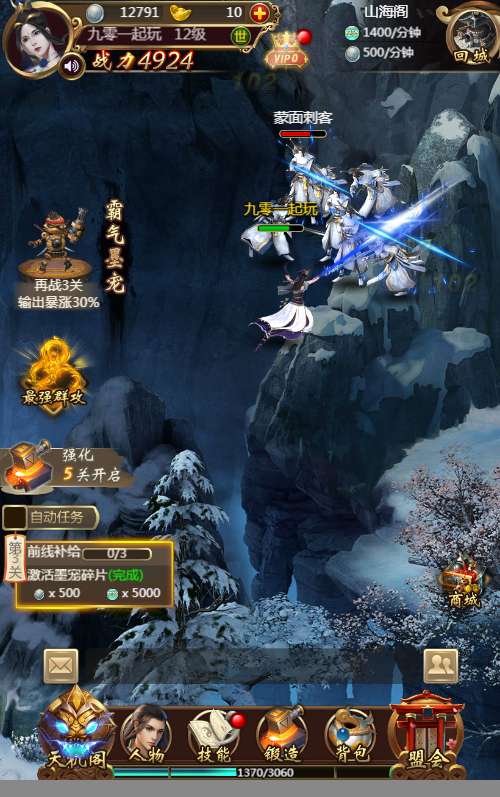 12791
10
九零一起玩 12级
世
战力4924
VIP0
山海阁
1400/分钟
500/分钟
回城
102
蒙面刺客
九零一起玩
霸气墨宠
再战3关
输出暴涨30%
最强群攻
强化
5关开启
自动任务
第3关
前线补给 0/3
激活墨宠碎片(完成)
x 500 x 5000
商城
天机阁
人物
技能
锻造
背包
盟会
1370/3060